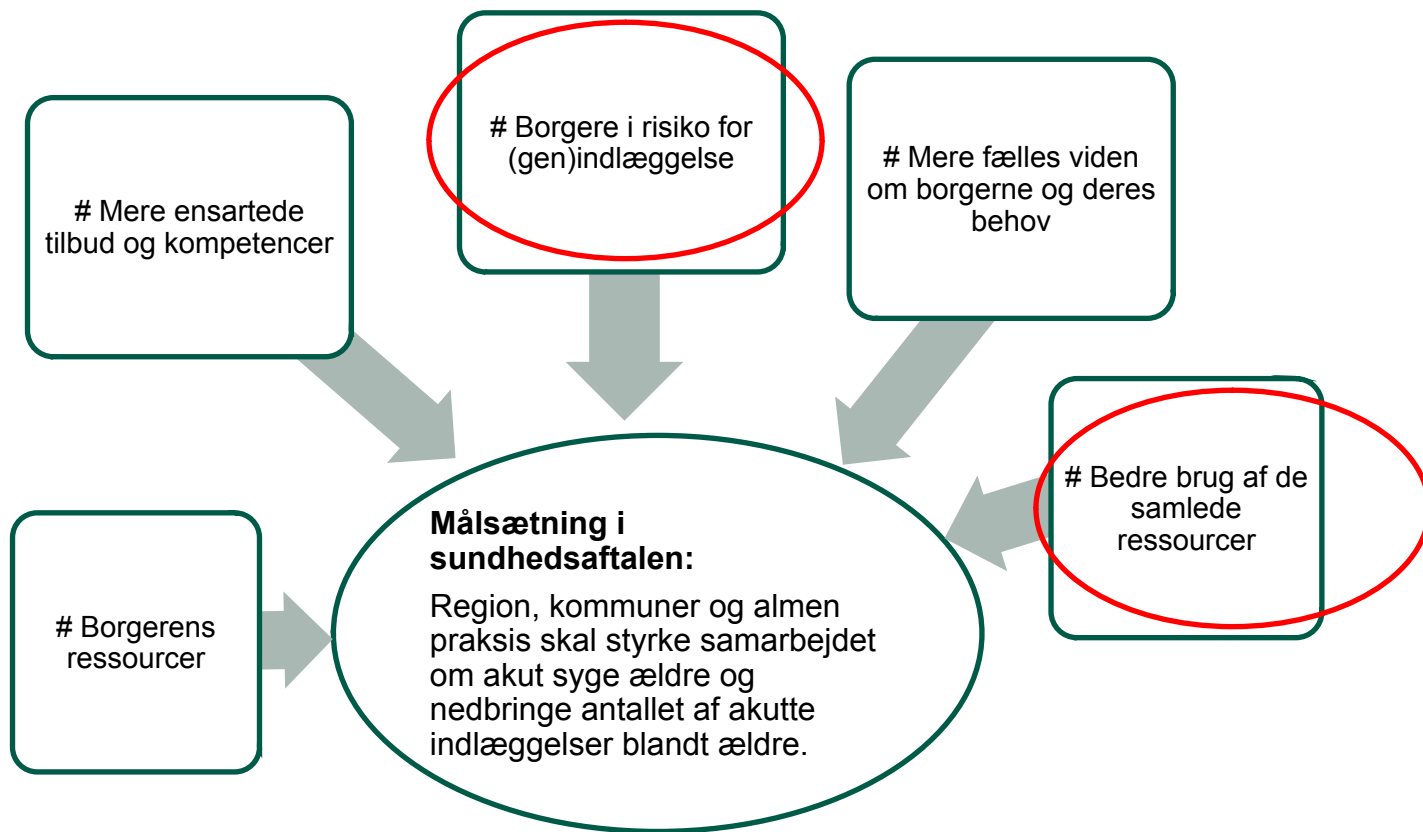 # Borgere i risiko for
(gen)indlæggelse
# Mere ensartede
tilbud og kompetencer
# Mere fælles viden
om borgerne og deres
behov
# Bedre brug af de
samlede
ressourcer
# Borgerens
ressourcer
Målsætning i
sundhedsaftalen:
Region, kommuner og almen
praksis skal styrke samarbejdet
om akut syge ældre og
nedbringe antallet af akutte
indlæggelser blandt ældre.